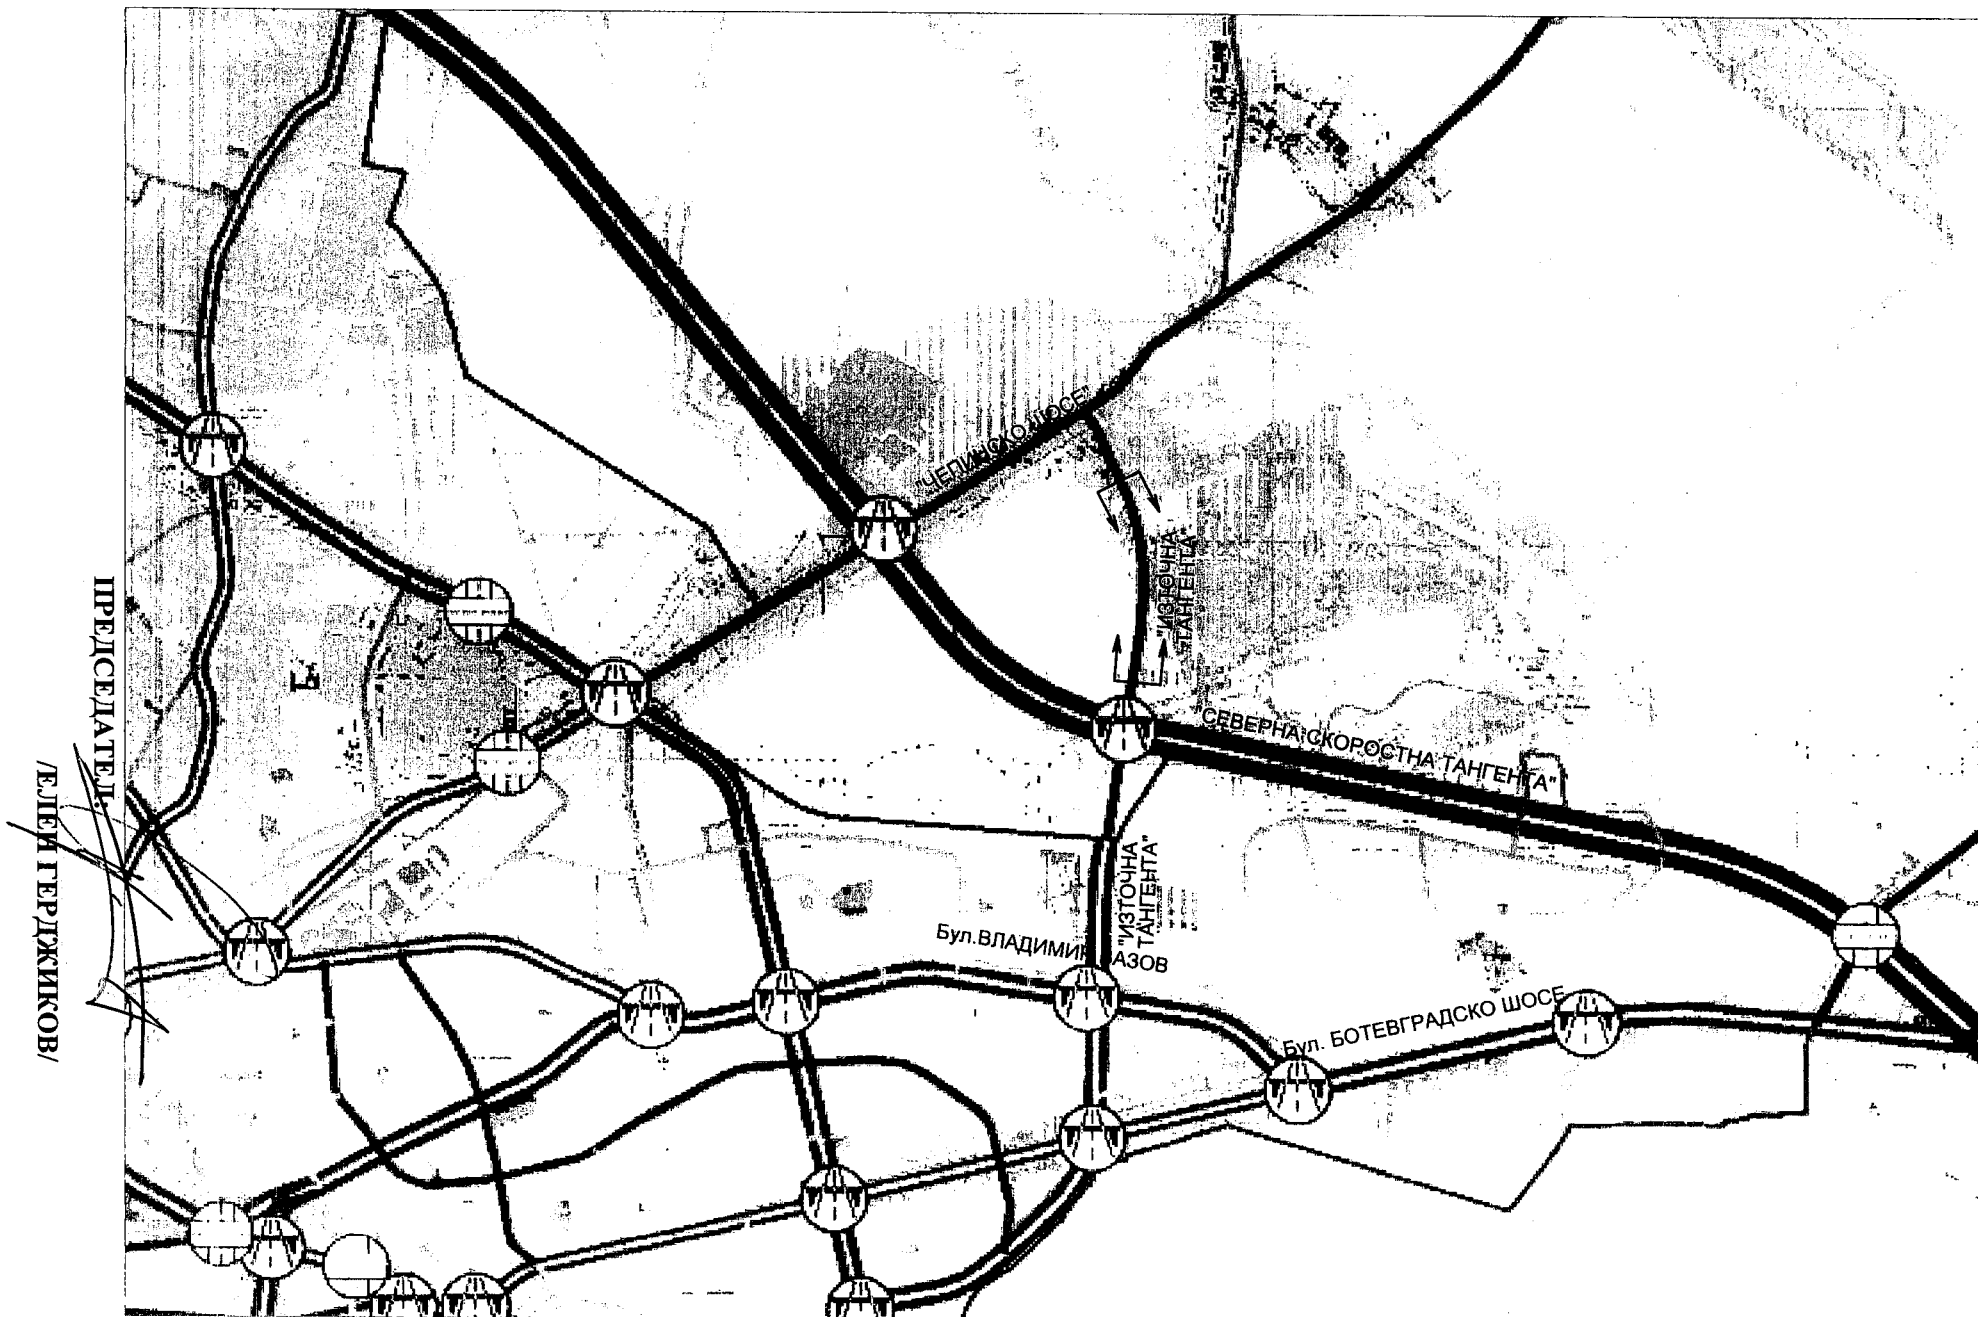 "ЧЕПИНСКО ШОСЕ"
"ИЗТОЧНА
ТАНГЕНТА"
СЕВЕРНА СКОРОСТНА ТАНГЕНТА"
"ИЗТОЧНА
ТАНГЕНТА"
Бул.ВЛАДИМИР ВАЗОВ
Бул. БОТЕВГРАДСКО ШОСЕ
ПРЕДСЕДАТЕЛ:
/ЕЛЕН ГЕРДЖИКОВ/